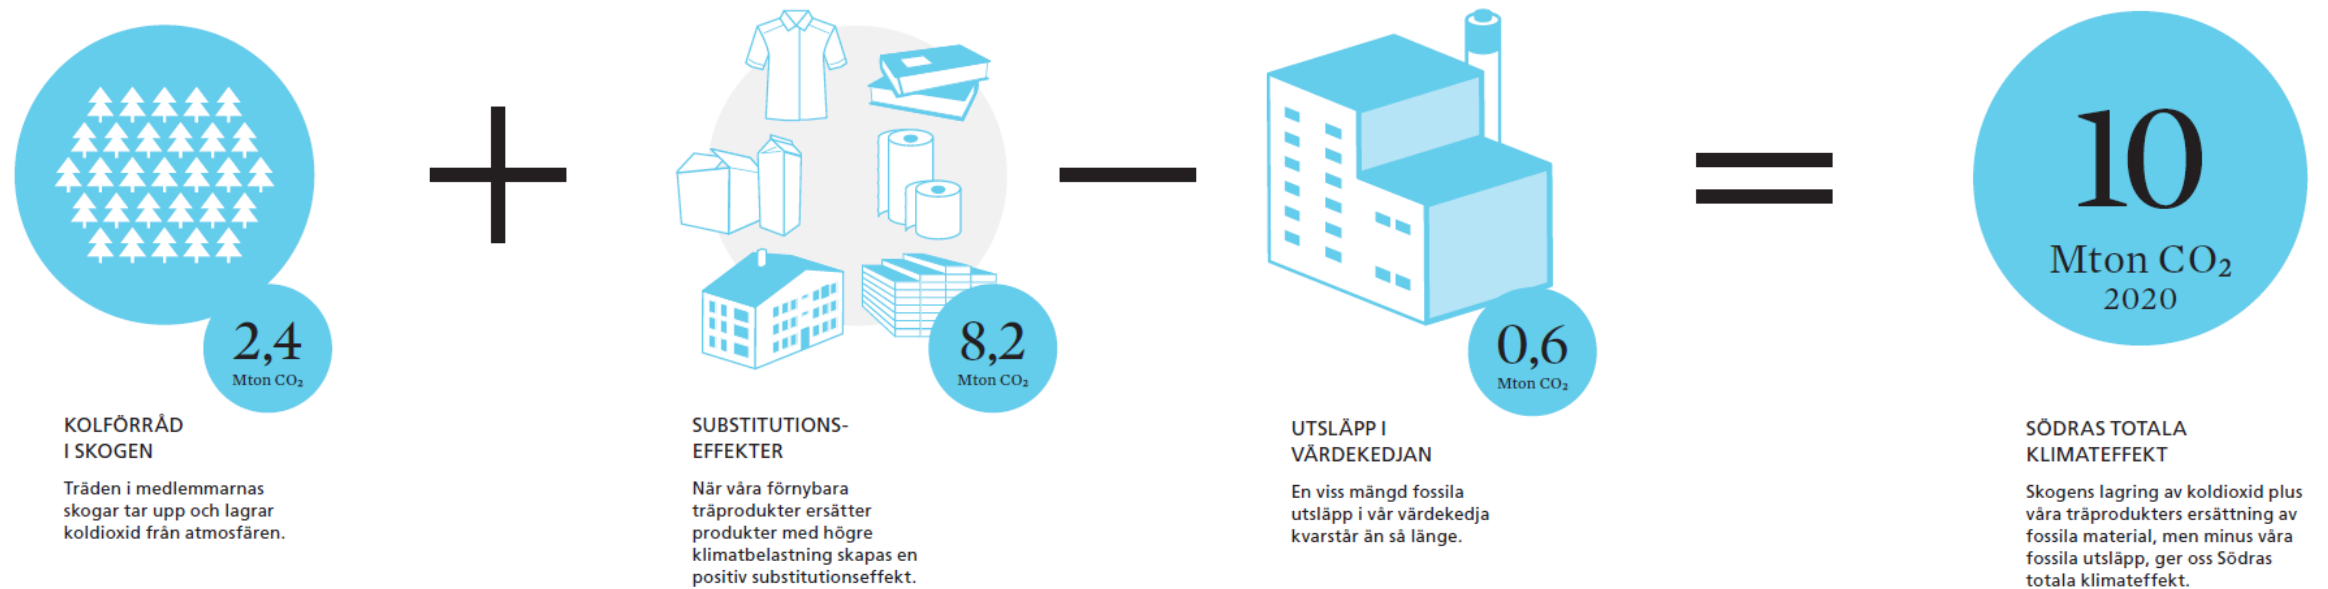 2,4
Mton CO₂
KOLFÖRRÅD
I SKOGEN
Träden i medlemmarnas
skogar tar upp och lagrar
koldioxid från atmosfären.
8,2
Mton CO₂
SUBSTITUTIONS-
EFFEKTER
När våra förnybara
träprodukter ersätter
produkter med högre
klimatbelastning skapas en
positiv substitutionseffekt.
0,6
Mton CO₂
UTSLÄPP I
VÄRDEKEDJAN
En viss mängd fossila
utsläpp i vår värdekedja
kvarstår än så länge.
10
Mton CO₂
2020
SÖDRAS TOTALA
KLIMATEFFEKT
Skogens lagring av koldioxid plus
våra träprodukters ersättning av
fossila material, men minus våra
fossila utsläpp, ger oss Södras
totala klimateffekt.